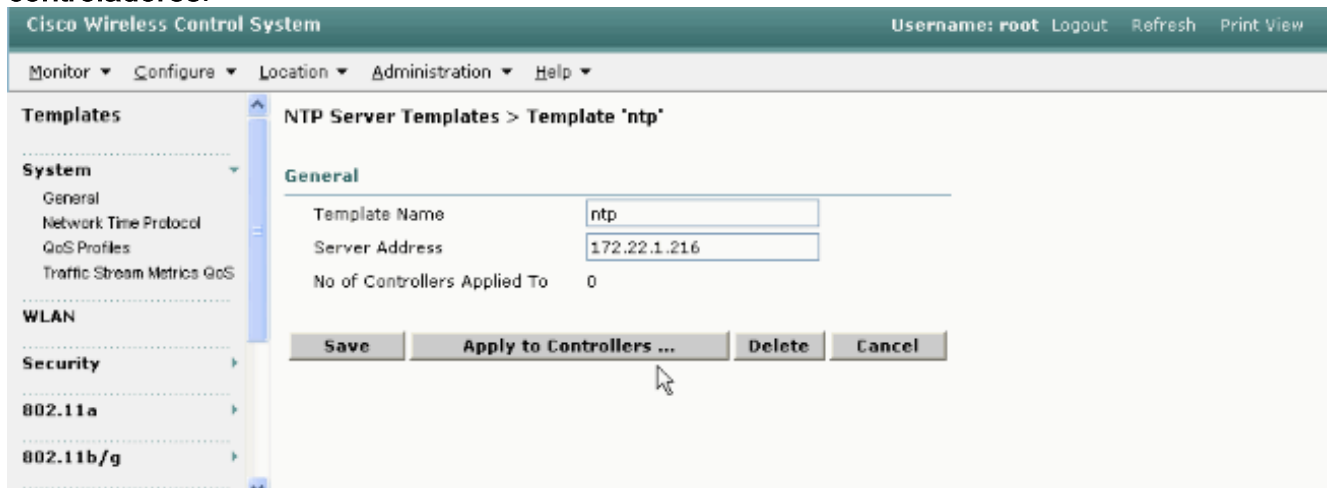 controladores.
Cisco Wireless Control System
Username: root Logout Refresh Print View
Monitor Configure Location Administration Help
Templates
System
General
Network Time Protocol
QoS Profiles
Traffic Stream Metrics QoS
WLAN
Security
802.11a
802.11b/g
NTP Server Templates > Template 'ntp'
General
Template Name ntp
Server Address 172.22.1.216
No of Controllers Applied To 0
Save Apply to Controllers ... Delete Cancel